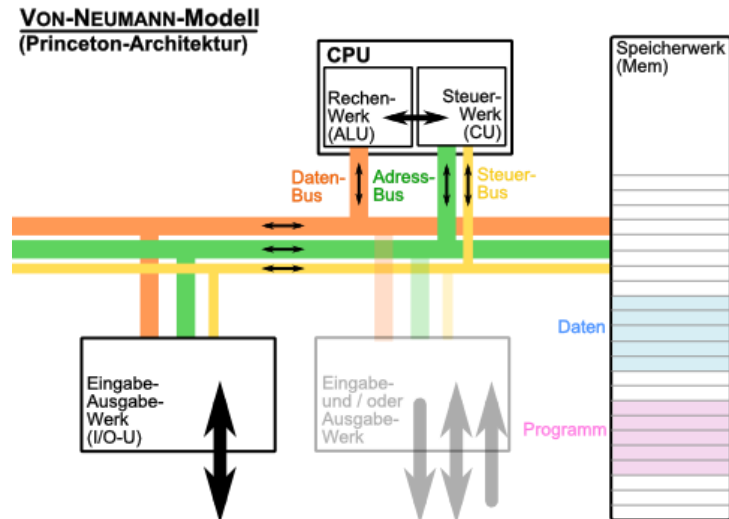 VON-NEUMANN-Modell
(Princeton-Architektur)
CPU
Rechen-
Werk
(ALU)
Steuer-
Werk
(CU)
Speicherwerk
(Mem)
Daten-
Bus
Adress-
Bus
Steuer-
Bus
Daten
Programm
Eingabe-
Ausgabe-
Werk
(I/O-U)
Eingabe-
und / oder
Ausgabe-
Werk